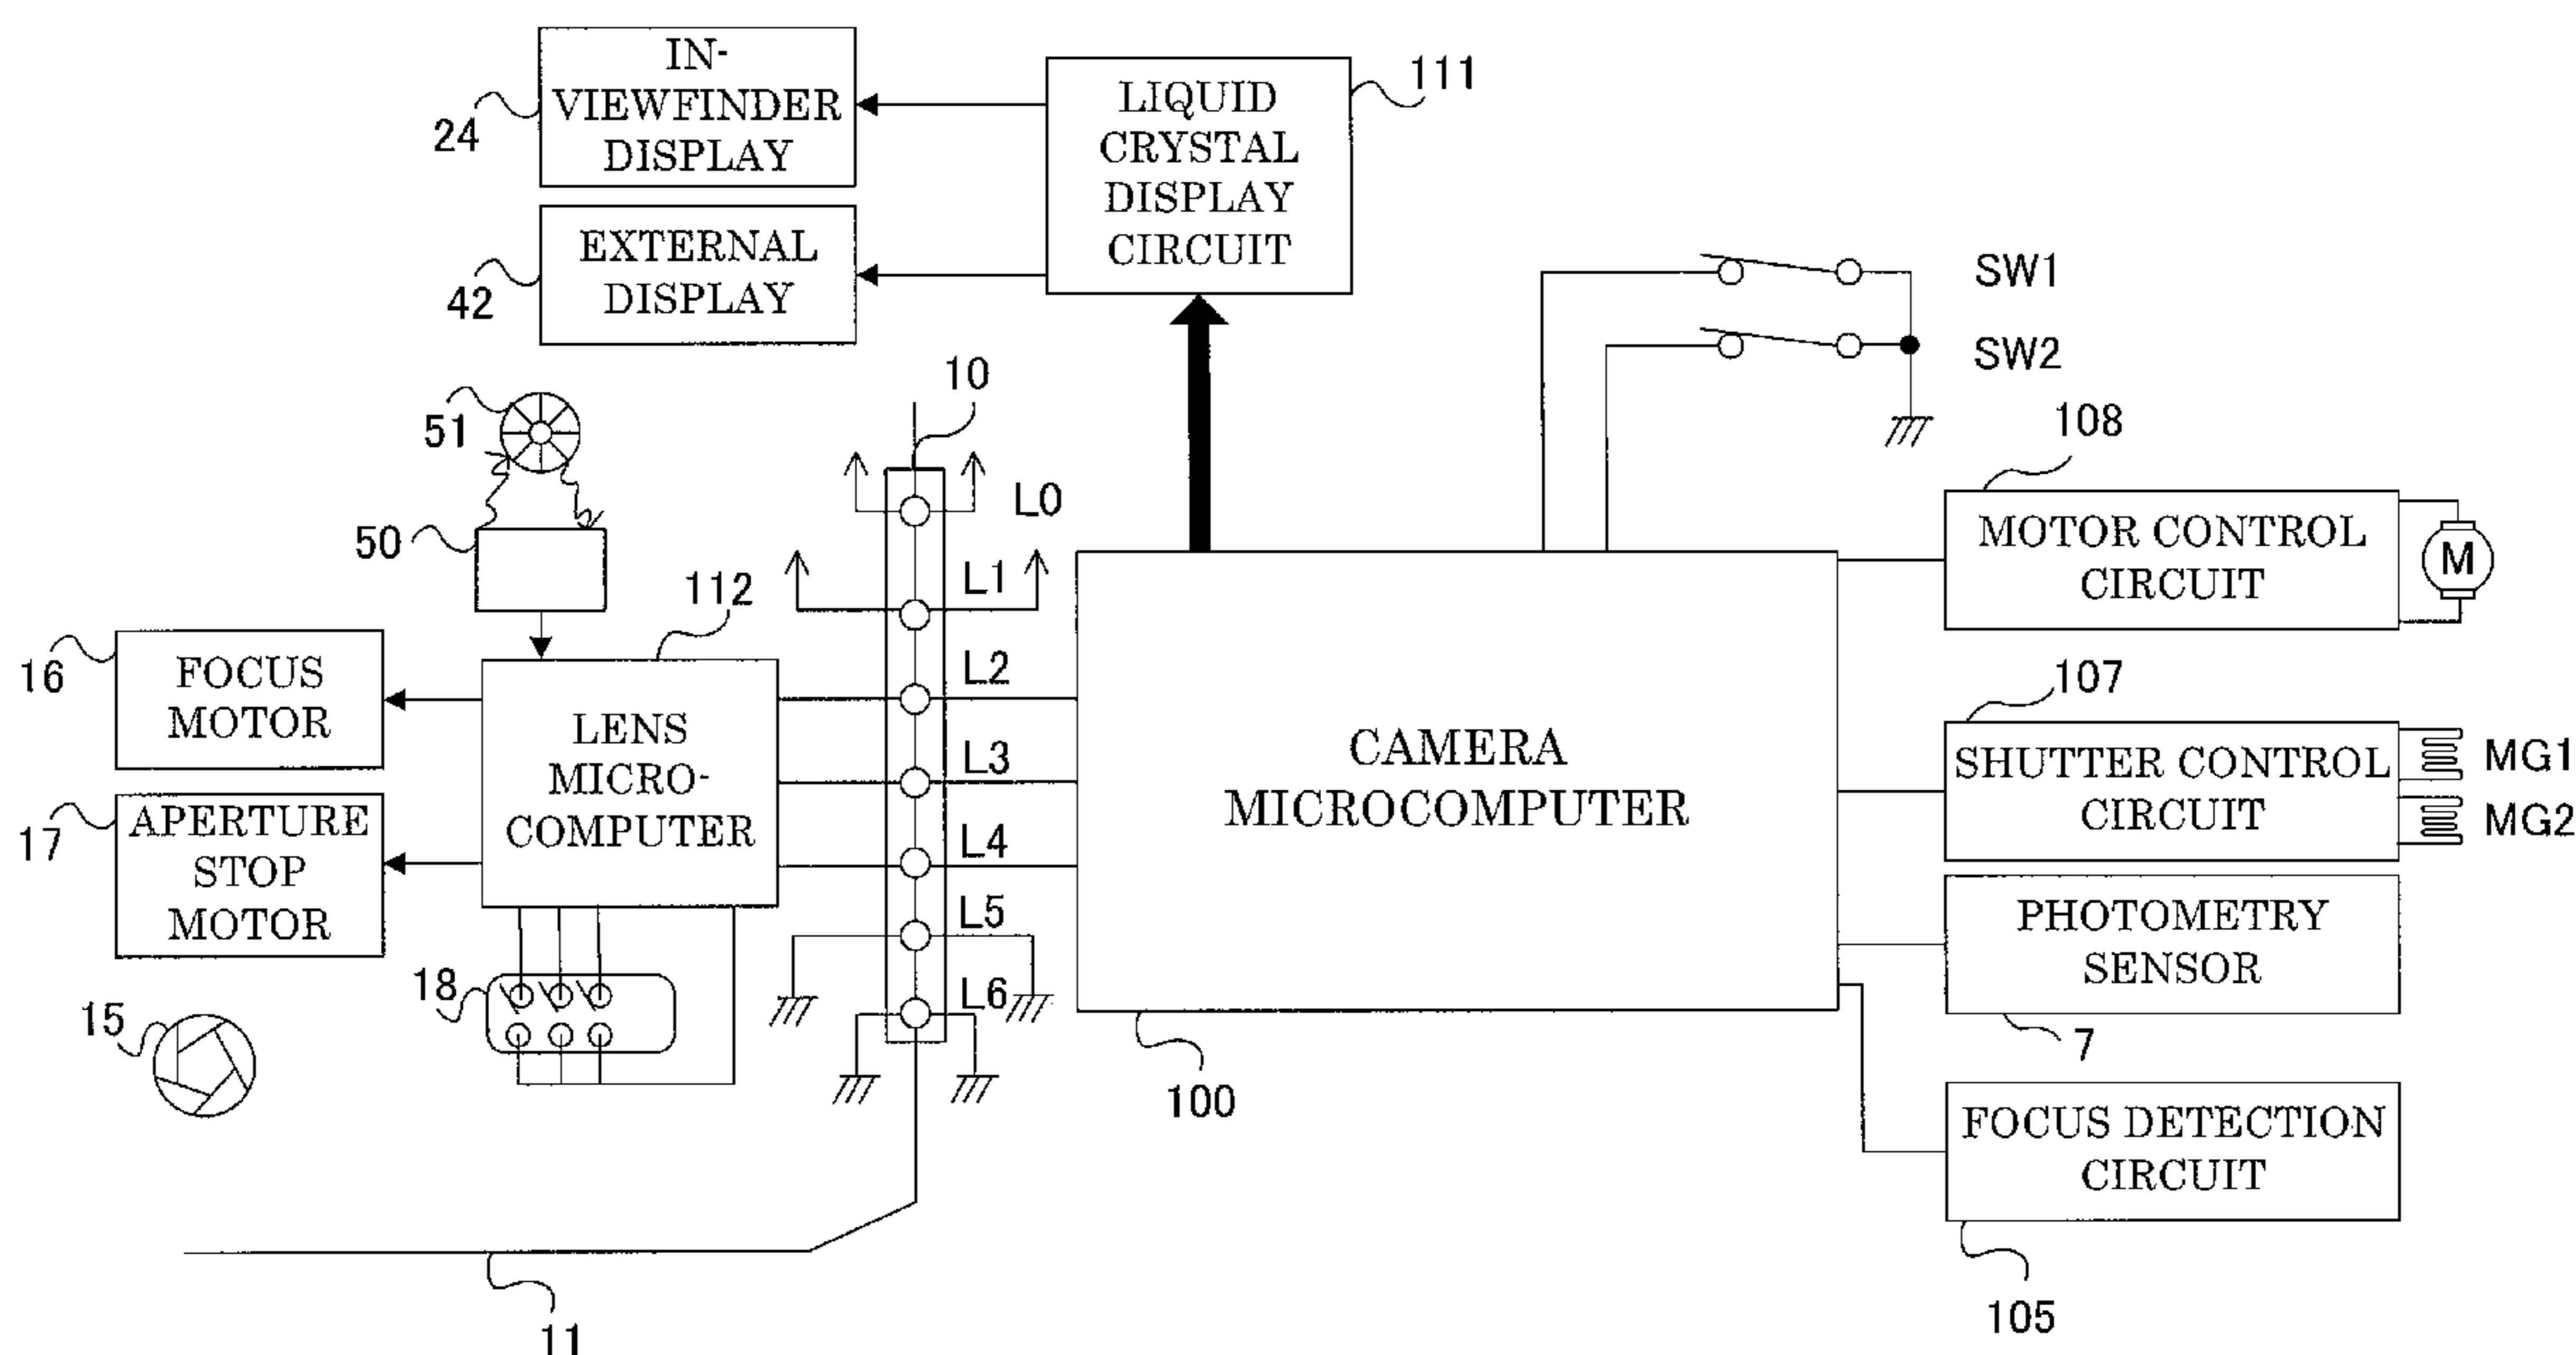 IN-
VIEWFINDER
DISPLAY
24
LIQUID
CRYSTAL
DISPLAY
CIRCUIT
111
EXTERNAL
DISPLAY
42
SW1
SW2
10
51
50
L0
L1
L2
L3
L4
L5
L6
112
LENS
MICRO-
COMPUTER
16
FOCUS
MOTOR
17
APERTURE
STOP
MOTOR
18
15
11
CAMERA
MICROCOMPUTER
100
108
MOTOR CONTROL
CIRCUIT
M
107
SHUTTER CONTROL
CIRCUIT
MG1
MG2
PHOTOMETRY
SENSOR
7
FOCUS DETECTION
CIRCUIT
105